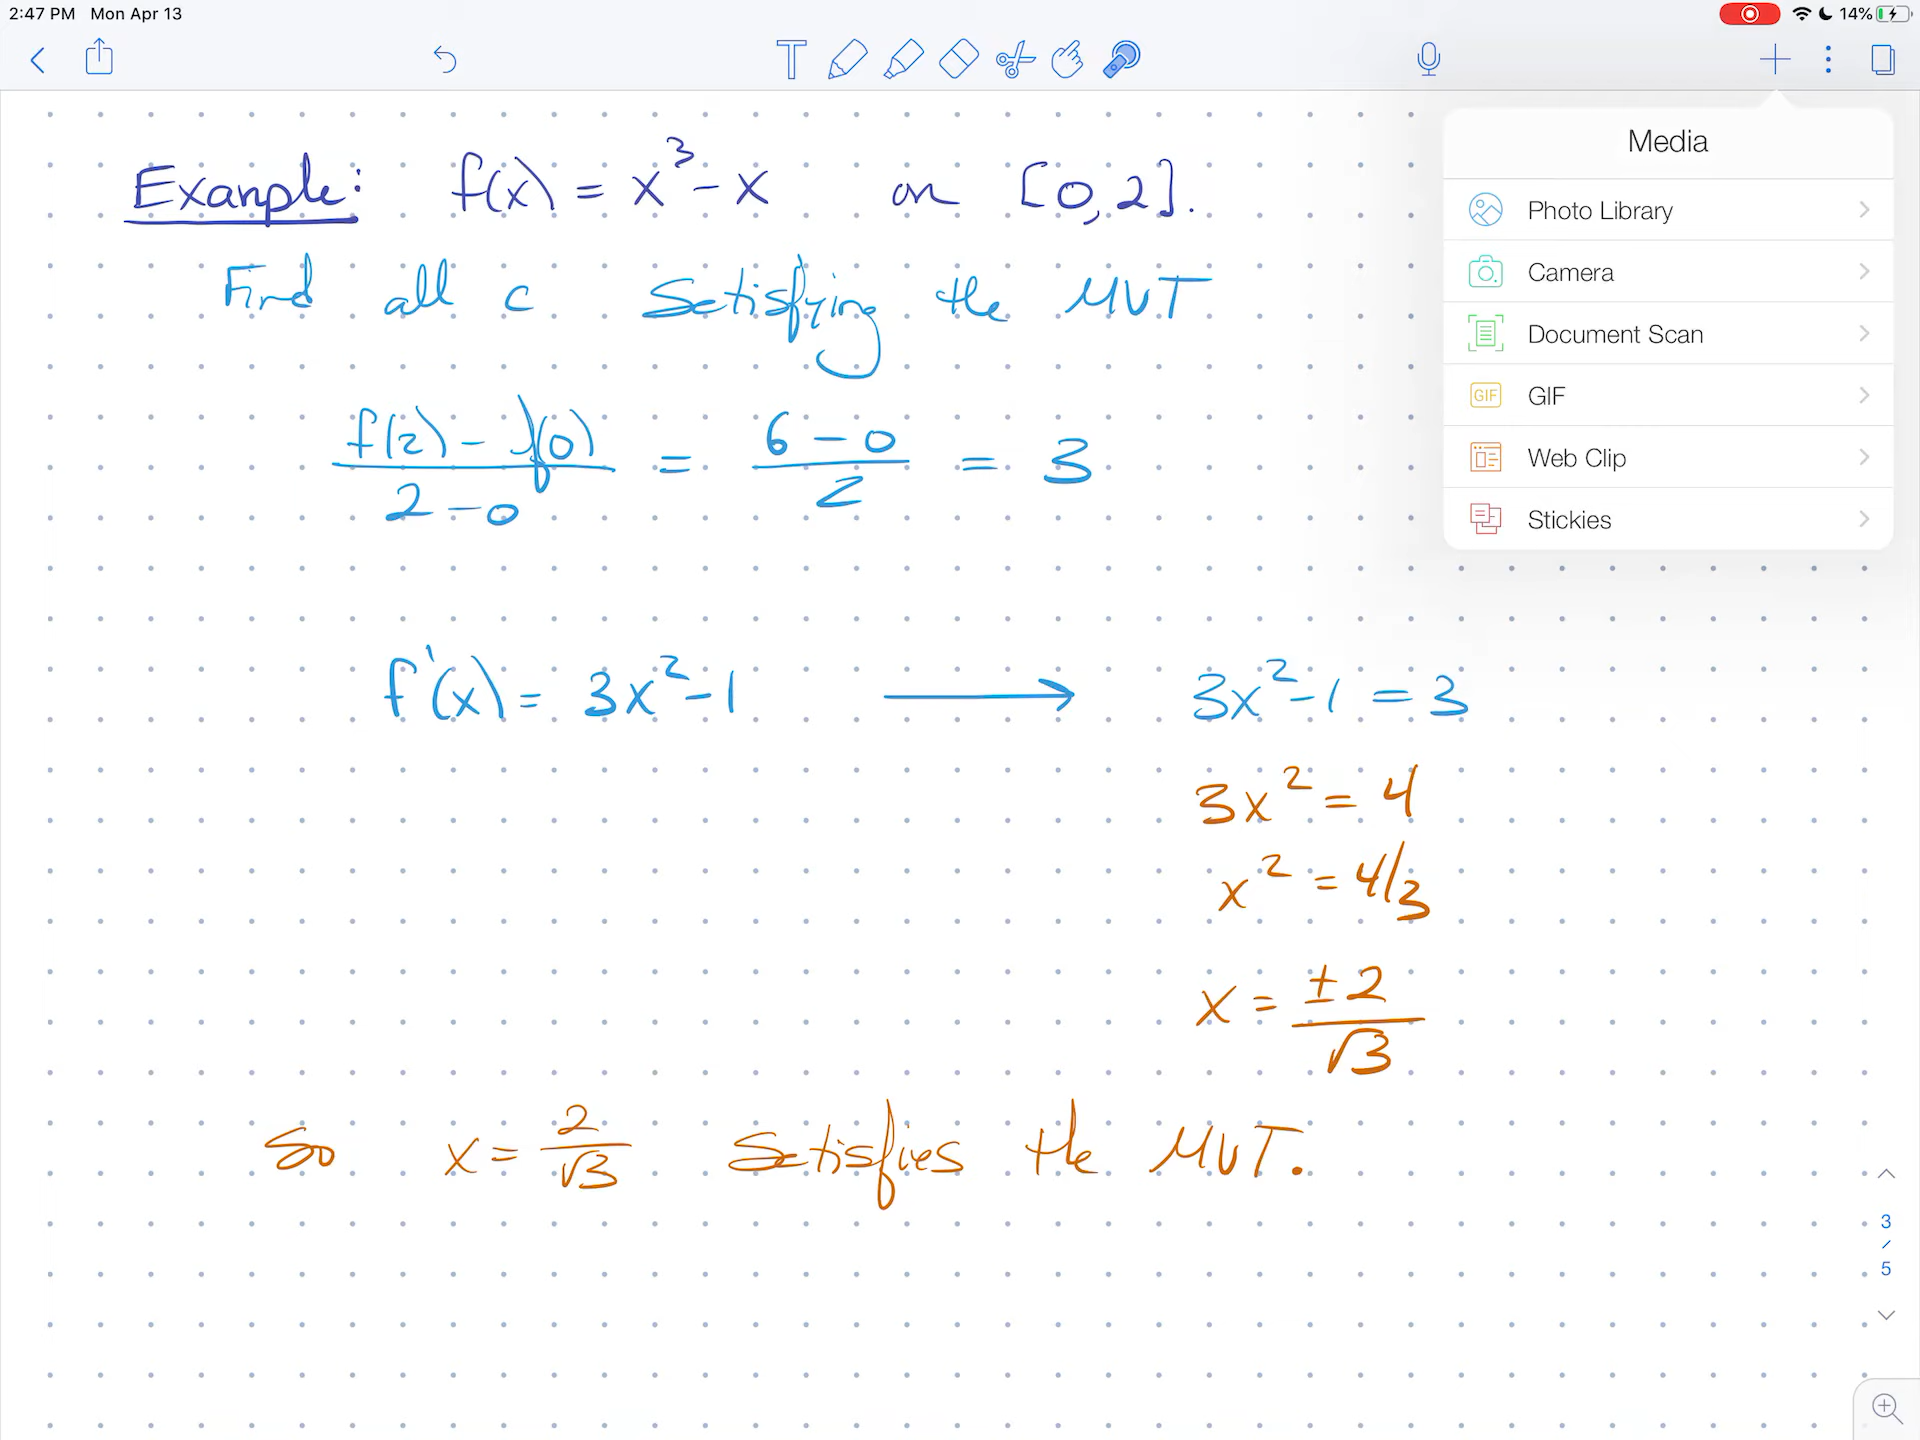 2:47 PM Mon Apr 13
14%
T
Media
Photo Library
Camera
Document Scan
GIF GIF
Web Clip
Stickies
Example: f(x) = x³ - x on [0, 2].
Find all c satisfying the MVT
f(2) - f(0) / 2 - 0 = 6 - 0 / 2 = 3
f'(x) = 3x² - 1 → 3x² - 1 = 3
3x² = 4
x² = 4/3
x = ±2 / √3
So x = 2/√3 satisfies the MVT.
3
/
5